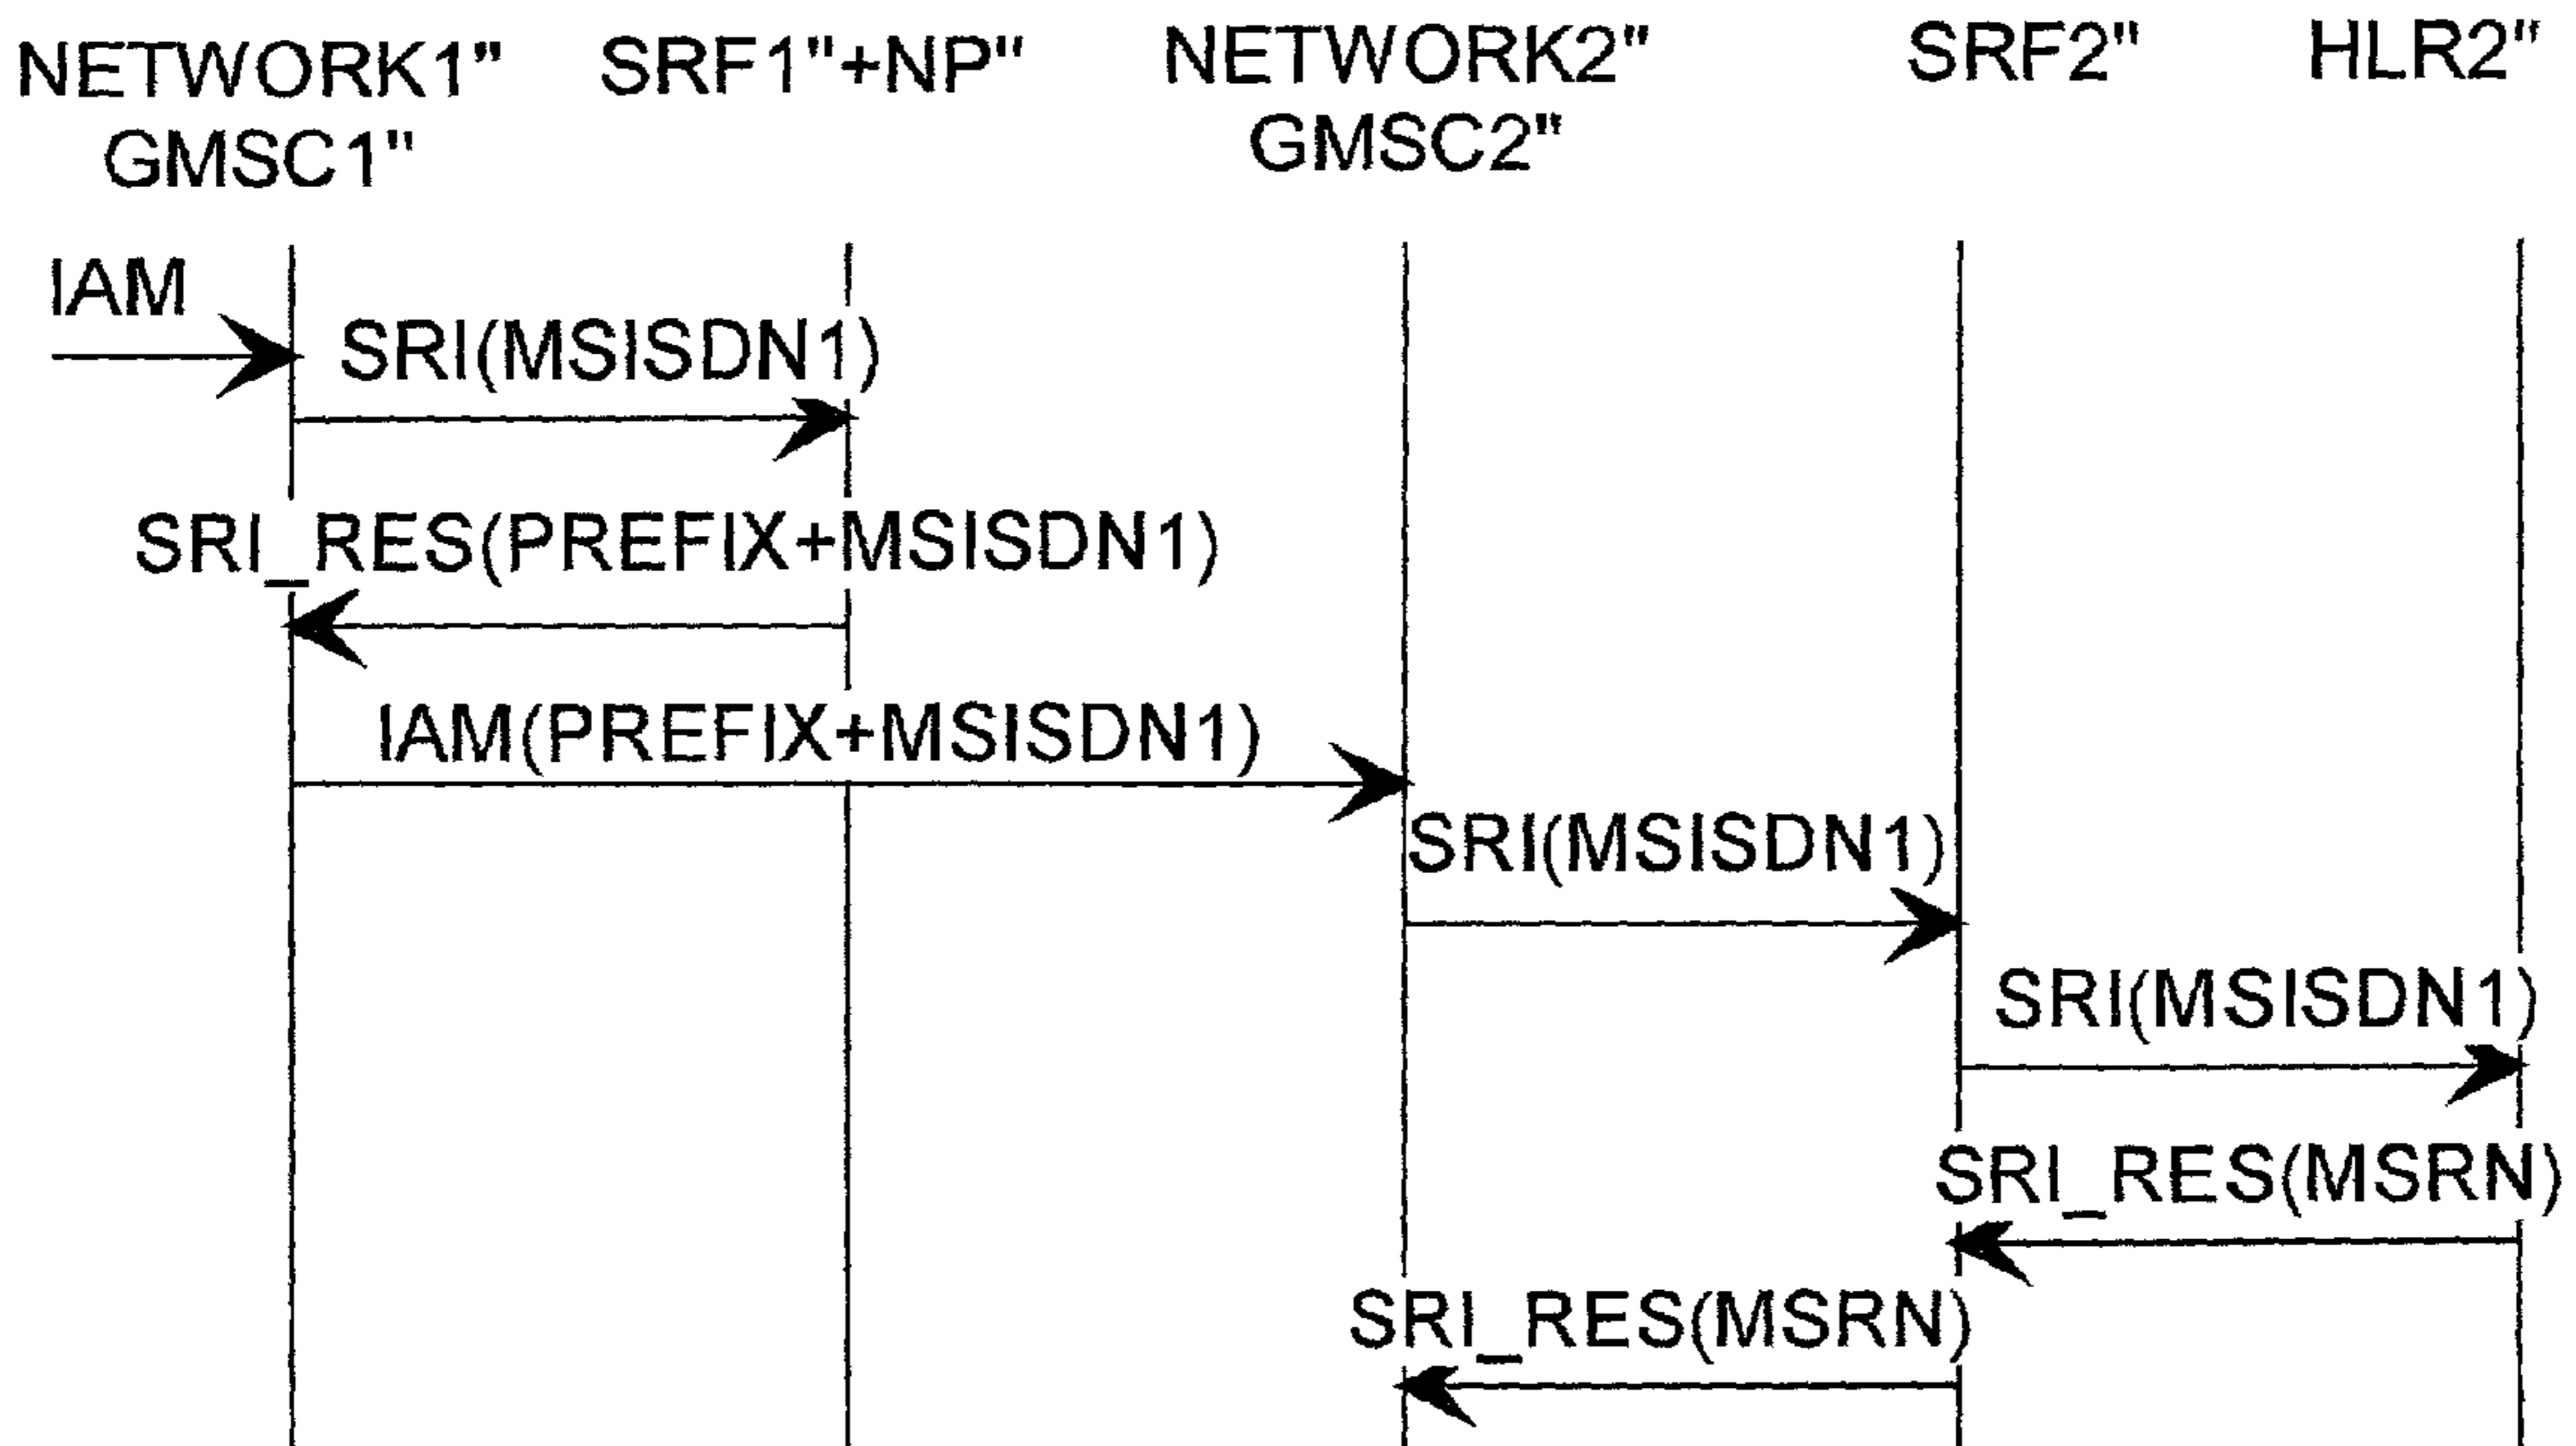 NETWORK1" SRF1"+NP" NETWORK2" SRF2" HLR2"
GMSC1" GMSC2"
IAM
SRI(MSISDN1)
SRI_RES(PREFIX+MSISDN1)
IAM(PREFIX+MSISDN1)
SRI(MSISDN1)
SRI(MSISDN1)
SRI_RES(MSRN)
SRI_RES(MSRN)